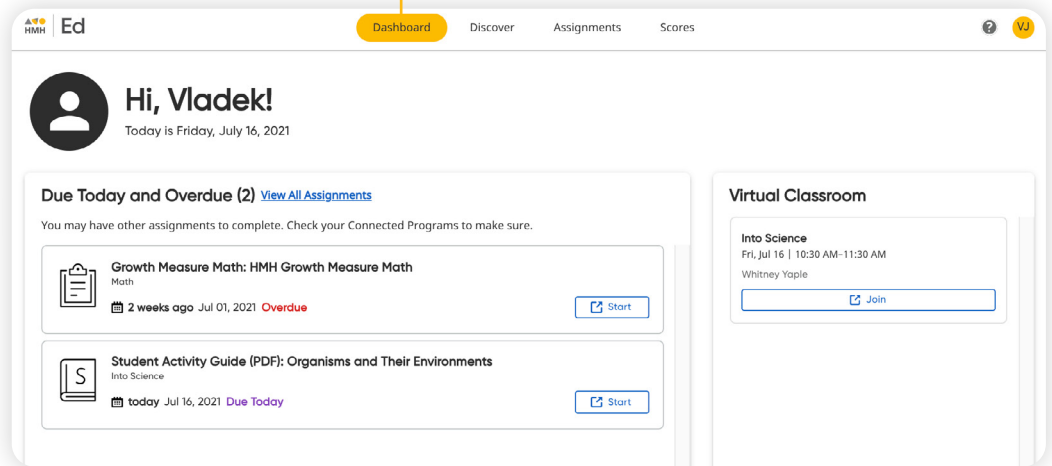 HMH Ed Dashboard Discover Assignments Scores ? VJ
Hi, Vladek!
Today is Friday, July 16, 2021
Due Today and Overdue (2) View All Assignments
You may have other assignments to complete. Check your Connected Programs to make sure.
Growth Measure Math: HMH Growth Measure Math
Math
2 weeks ago Jul 01, 2021 Overdue
Start
S
Student Activity Guide (PDF): Organisms and Their Environments
Into Science
today Jul 16, 2021 Due Today
Start
Virtual Classroom
Into Science
Fri, Jul 16 | 10:30 AM–11:30 AM
Whitney Yaple
Join